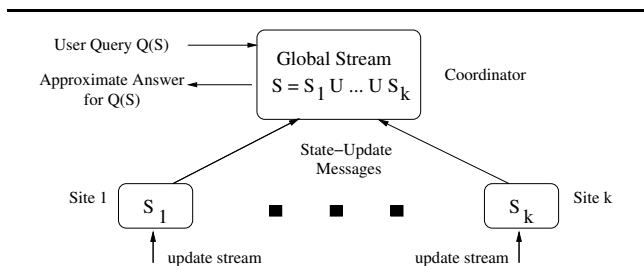 User Query Q(S)
Approximate Answer
for Q(S)
Global Stream
S = S1 U ... U Sk
Coordinator
State−Update
Messages
Site 1
S1
Sk
Site k
update stream
update stream